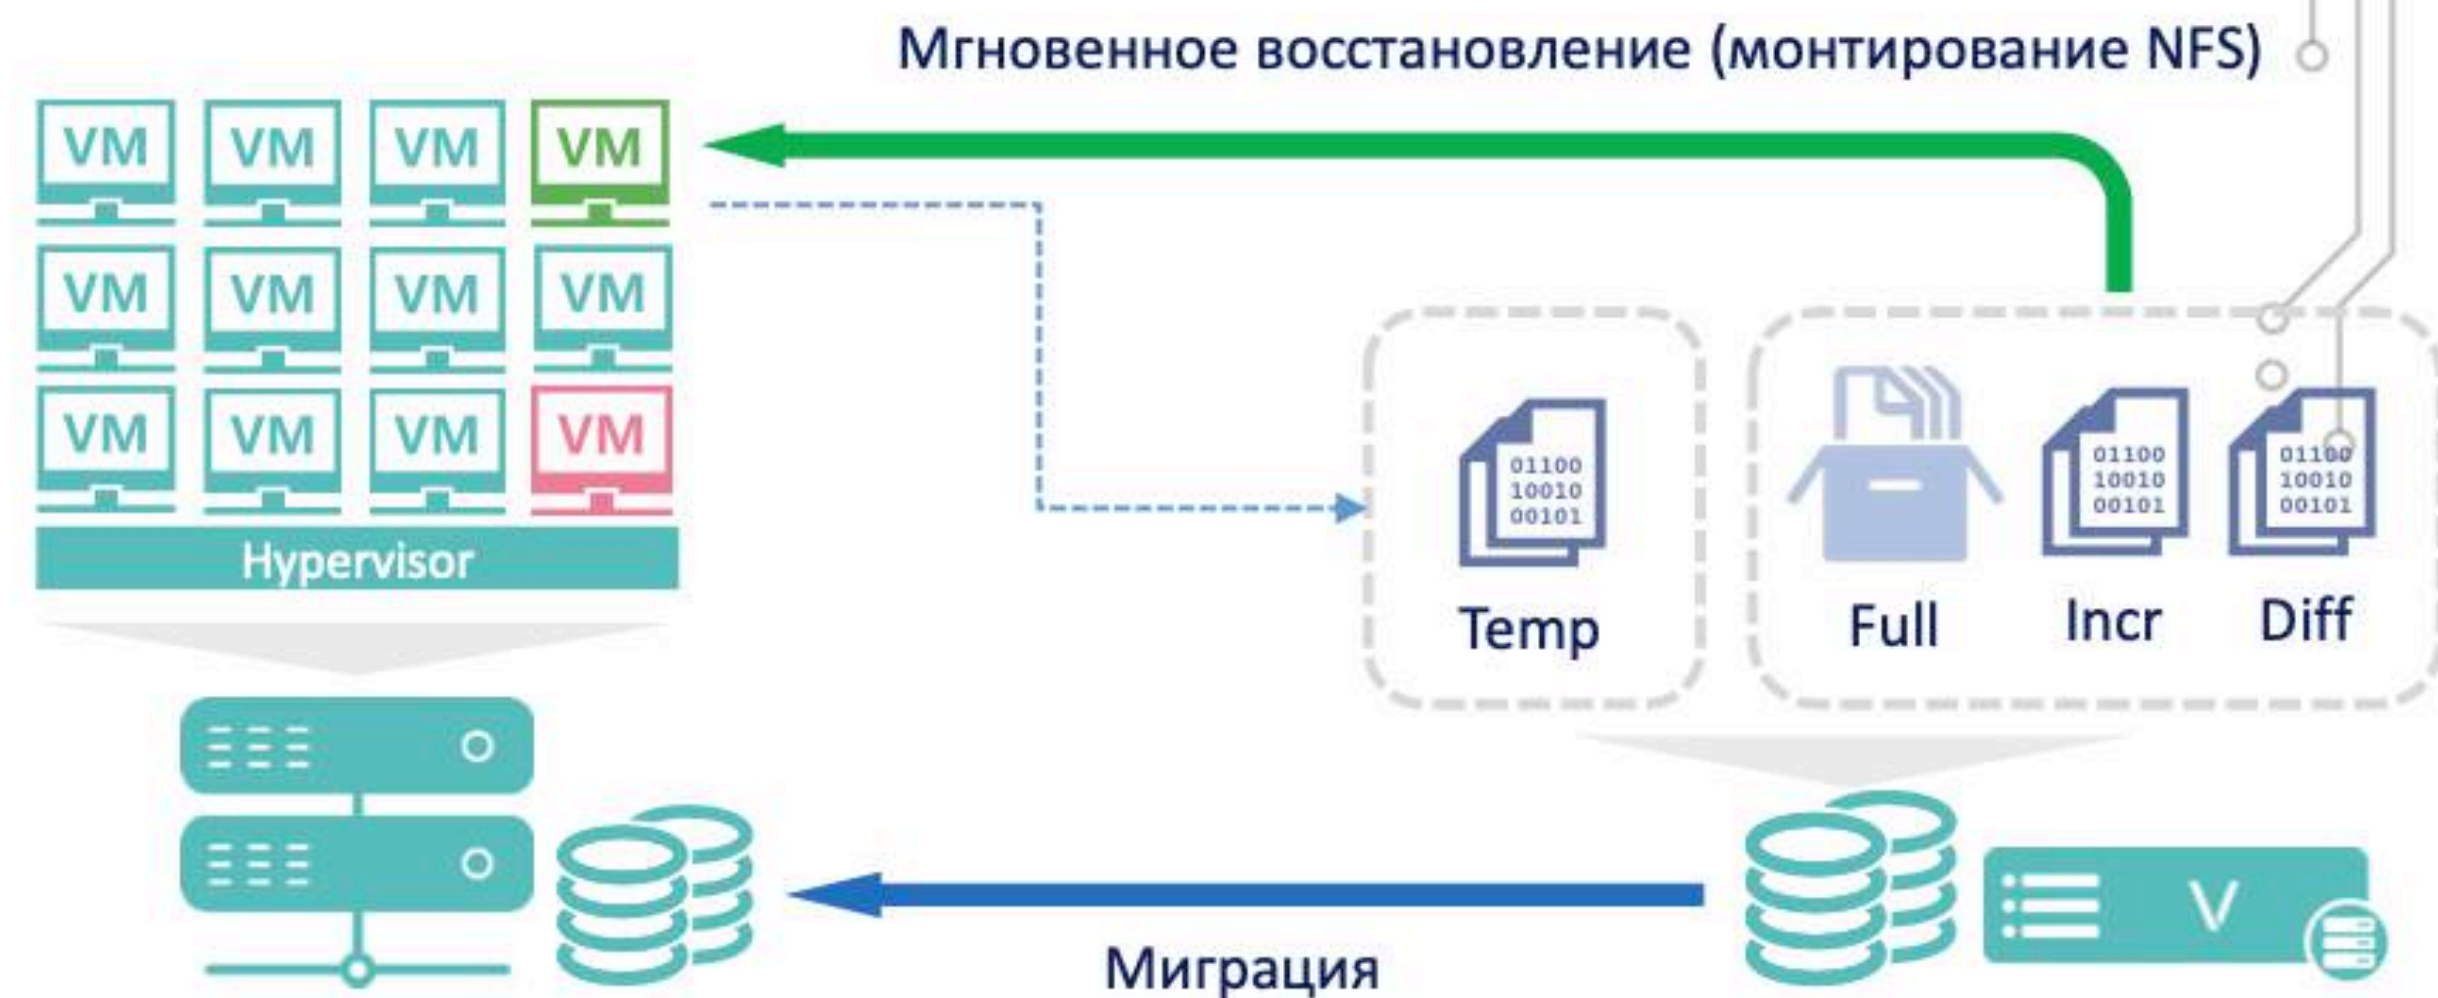 Мгновенное восстановление (монтирование NFS)
VM VM VM VM
VM VM VM VM
VM VM VM VM
Hypervisor
01100
10010
00101
Temp
01100
10010
00101
01100
10010
00101
Full Incr Diff
Миграция
V